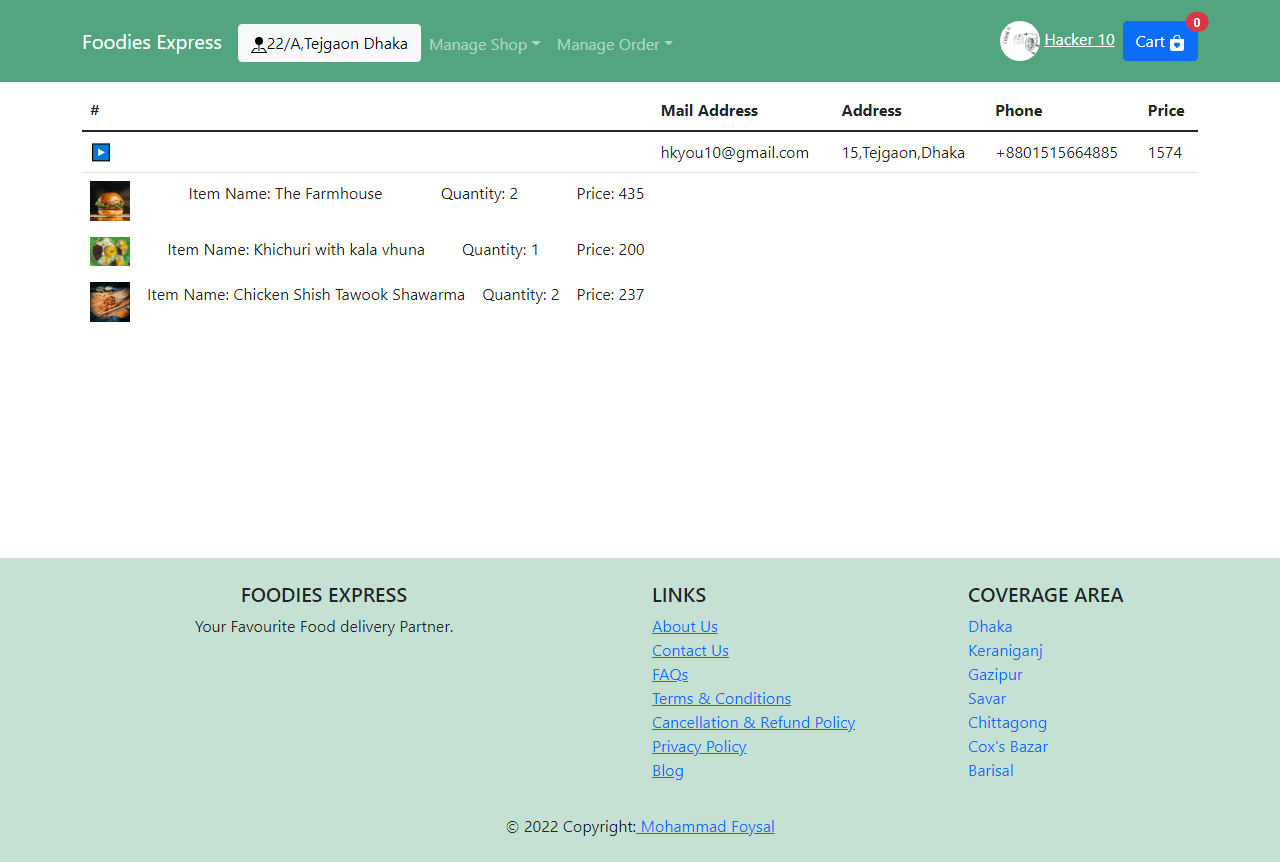 Foodies Express
22/A,Tejgaon Dhaka
Manage Shop
Manage Order
Hacker 10
Cart
0
# Mail Address Address Phone Price
hkyou10@gmail.com 15,Tejgaon,Dhaka +8801515664885 1574
Item Name: The Farmhouse Quantity: 2 Price: 435
Item Name: Khichuri with kala vhuna Quantity: 1 Price: 200
Item Name: Chicken Shish Tawook Shawarma Quantity: 2 Price: 237
FOODIES EXPRESS
Your Favourite Food delivery Partner.
LINKS
About Us
Contact Us
FAQs
Terms & Conditions
Cancellation & Refund Policy
Privacy Policy
Blog
COVERAGE AREA
Dhaka
Keraniganj
Gazipur
Savar
Chittagong
Cox's Bazar
Barisal
© 2022 Copyright: Mohammad Foysal